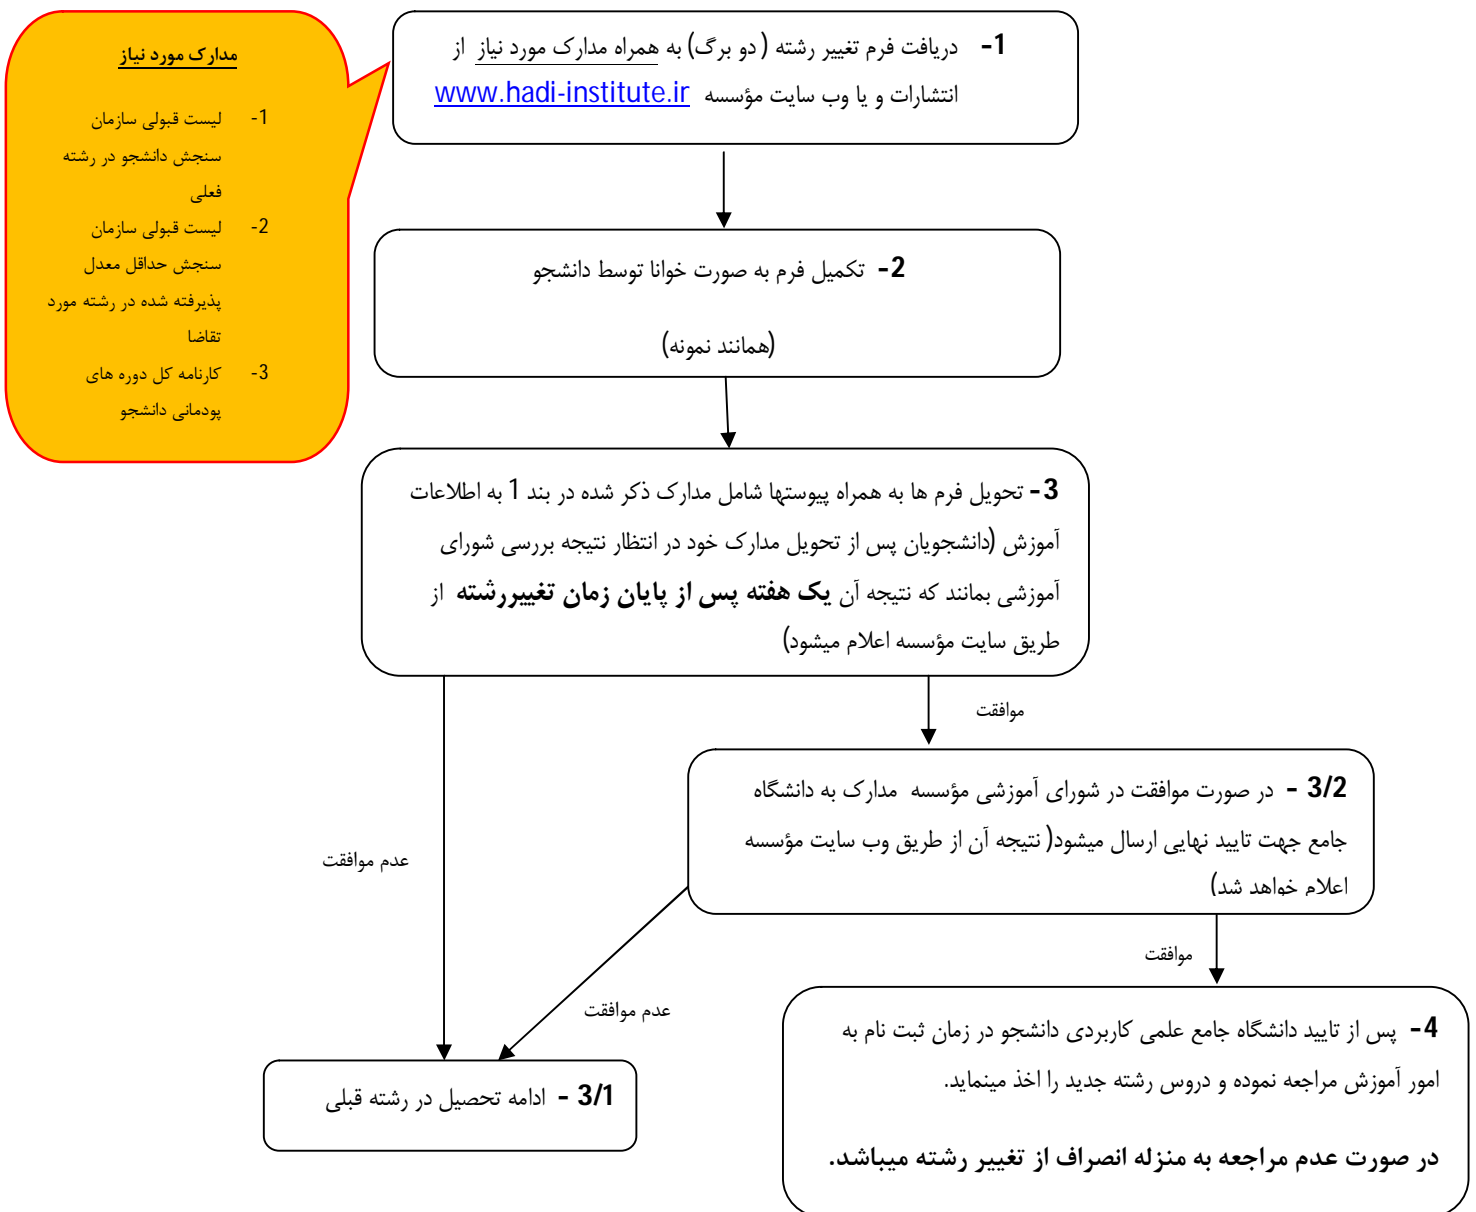 مدارک مورد نیاز
1- لیست قبولی سازمان
سنجش دانشجو در رشته
فعلی
2- لیست قبولی سازمان
سنجش حداقل معدل
پذیرفته شده در رشته مورد
تقاضا
3- کارنامه کل دوره های
پودمانی دانشجو
1- دریافت فرم تغییر رشته ( دو برگ) به همراه مدارک مورد نیاز از
انتشارات و یا وب سایت مؤسسه www.hadi-institute.ir
2- تکمیل فرم به صورت خوانا توسط دانشجو
(همانند نمونه)
3- تحویل فرم ها به همراه پیوستها شامل مدارک ذکر شده در بند 1 به اطلاعات
آموزش (دانشجویان پس از تحویل مدارک خود در انتظار نتیجه بررسی شورای
آموزشی بمانند که نتیجه آن یک هفته پس از پایان زمان تغییررشته از
طریق سایت مؤسسه اعلام میشود)
موافقت
عدم موافقت
3/2 - در صورت موافقت در شورای آموزشی مؤسسه مدارک به دانشگاه
جامع جهت تایید نهایی ارسال میشود( نتیجه آن از طریق وب سایت مؤسسه
اعلام خواهد شد)
موافقت
عدم موافقت
3/1 - ادامه تحصیل در رشته قبلی
4- پس از تایید دانشگاه جامع علمی کاربردی دانشجو در زمان ثبت نام به
امور آموزش مراجعه نموده و دروس رشته جدید را اخذ مینماید.
در صورت عدم مراجعه به منزله انصراف از تغییر رشته میباشد.